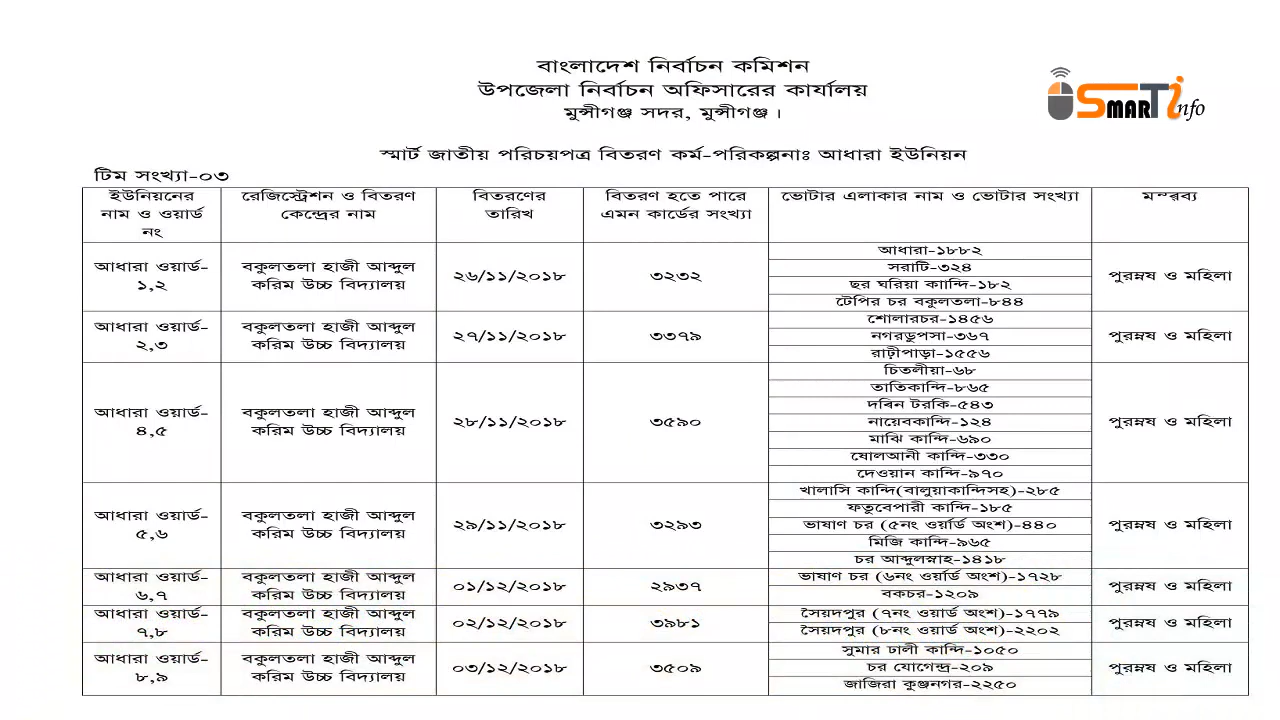 বাংলাদেশ নির্বাচন কমিশন
উপজেলা নির্বাচন অফিসারের কার্যালয়
মুন্সীগঞ্জ সদর, মুন্সীগঞ্জ ।
SmarTi nfo
স্মার্ট জাতীয় পরিচয়পত্র বিতরণ কর্ম-পরিকল্পনাঃ আধারা ইউনিয়ন
টিম সংখ্যা-০৩
ইউনিয়নের নাম ও ওয়ার্ড নং রেজিস্ট্রেশন ও বিতরণ কেন্দ্রের নাম বিতরণের তারিখ বিতরণ হতে পারে এমন কার্ডের সংখ্যা ভোটার এলাকার নাম ও ভোটার সংখ্যা মন্তব্য
আধারা ওয়ার্ড-১,২ বকুলতলা হাজী আব্দুল করিম উচ্চ বিদ্যালয় ২৬/১১/২০১৮ ৩২৩২ পুরুষ ও মহিলা
আধারা-১৮৮২
সরাটি-৩২৪
ছর ঘরিয়া কাান্দি-১৮২
টেপির চর বকুলতলা-৮৪৪
আধারা ওয়ার্ড-২,৩ বকুলতলা হাজী আব্দুল করিম উচ্চ বিদ্যালয় ২৭/১১/২০১৮ ৩৩৭৯ পুরুষ ও মহিলা
শোলারচর-১৪৫৬
নগরডুপসা-৩৬৭
রাঢ়ীপাড়া-১৫৫৬
আধারা ওয়ার্ড-৪,৫ বকুলতলা হাজী আব্দুল করিম উচ্চ বিদ্যালয় ২৮/১১/২০১৮ ৩৫৯০ পুরুষ ও মহিলা
চিতলীয়া-৬৮
তাতিকান্দি-৮৬৫
দৰিন টরকি-৫৪৩
নায়েবকান্দি-১২৪
মাঝি কান্দি-৬৯০
ষোলআনী কান্দি-৩৩০
দেওয়ান কান্দি-৯৭০
আধারা ওয়ার্ড-৫,৬ বকুলতলা হাজী আব্দুল করিম উচ্চ বিদ্যালয় ২৯/১১/২০১৮ ৩২৯৩ পুরুষ ও মহিলা
খালাসি কান্দি(বালুয়াকান্দিসহ)-২৮৫
ফতুবেপারী কান্দি-১৮৫
ভাষাণ চর (৫নং ওয়ার্ড অংশ)-৪৪০
মিজি কান্দি-৯৬৫
চর আব্দুলস্নাহ-১৪১৮
আধারা ওয়ার্ড-৬,৭ বকুলতলা হাজী আব্দুল করিম উচ্চ বিদ্যালয় ০১/১২/২০১৮ ২৯৩৭ পুরুষ ও মহিলা
ভাষাণ চর (৬নং ওয়ার্ড অংশ)-১৭২৮
বকচর-১২০৯
আধারা ওয়ার্ড-৭,৮ বকুলতলা হাজী আব্দুল করিম উচ্চ বিদ্যালয় ০২/১২/২০১৮ ৩৯৮১ পুরুষ ও মহিলা
সৈয়দপুর (৭নং ওয়ার্ড অংশ)-১৭৭৯
সৈয়দপুর (৮নং ওয়ার্ড অংশ)-২২০২
আধারা ওয়ার্ড-৮,৯ বকুলতলা হাজী আব্দুল করিম উচ্চ বিদ্যালয় ০৩/১২/২০১৮ ৩৫০৯ পুরুষ ও মহিলা
সুমার ঢালী কান্দি-১০৫০
চর যোগেন্দ্র-২০৯
জাজিরা কুঞ্জনগর-২২৫০